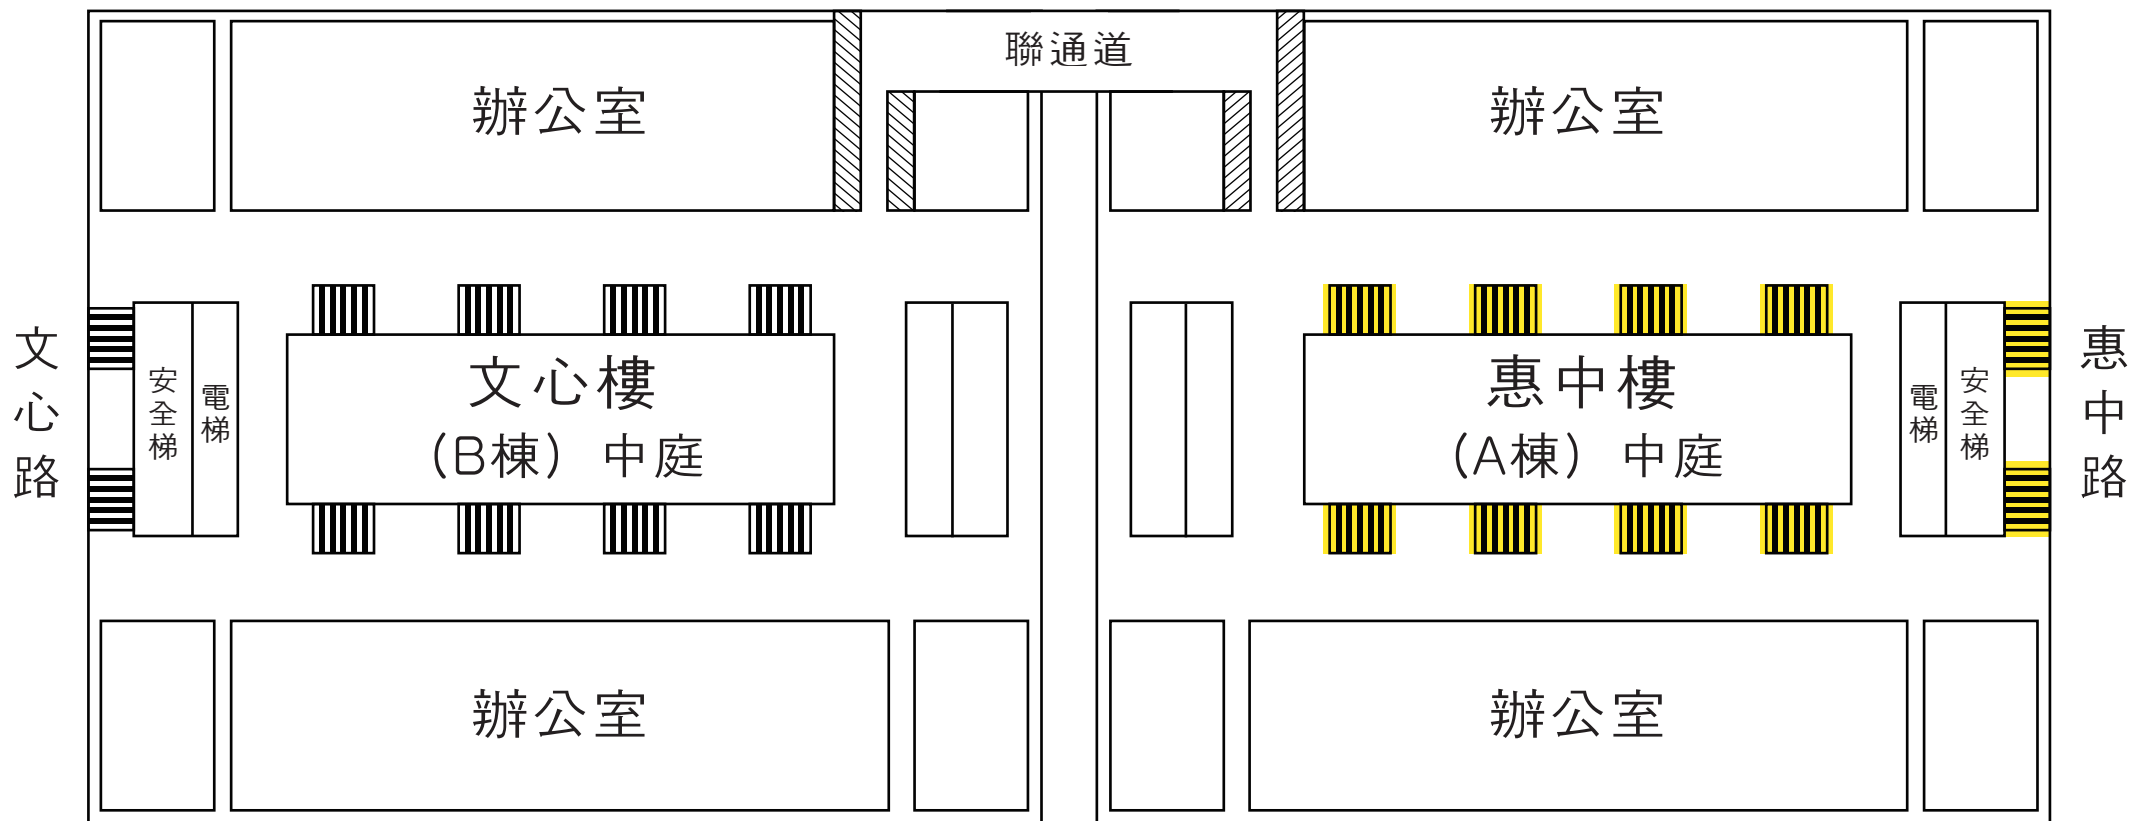 聯通道
辦公室
辦公室
文心路
安全梯
電梯
文心樓
(B棟) 中庭
惠中樓
(A棟) 中庭
電梯
安全梯
惠中路
辦公室
辦公室